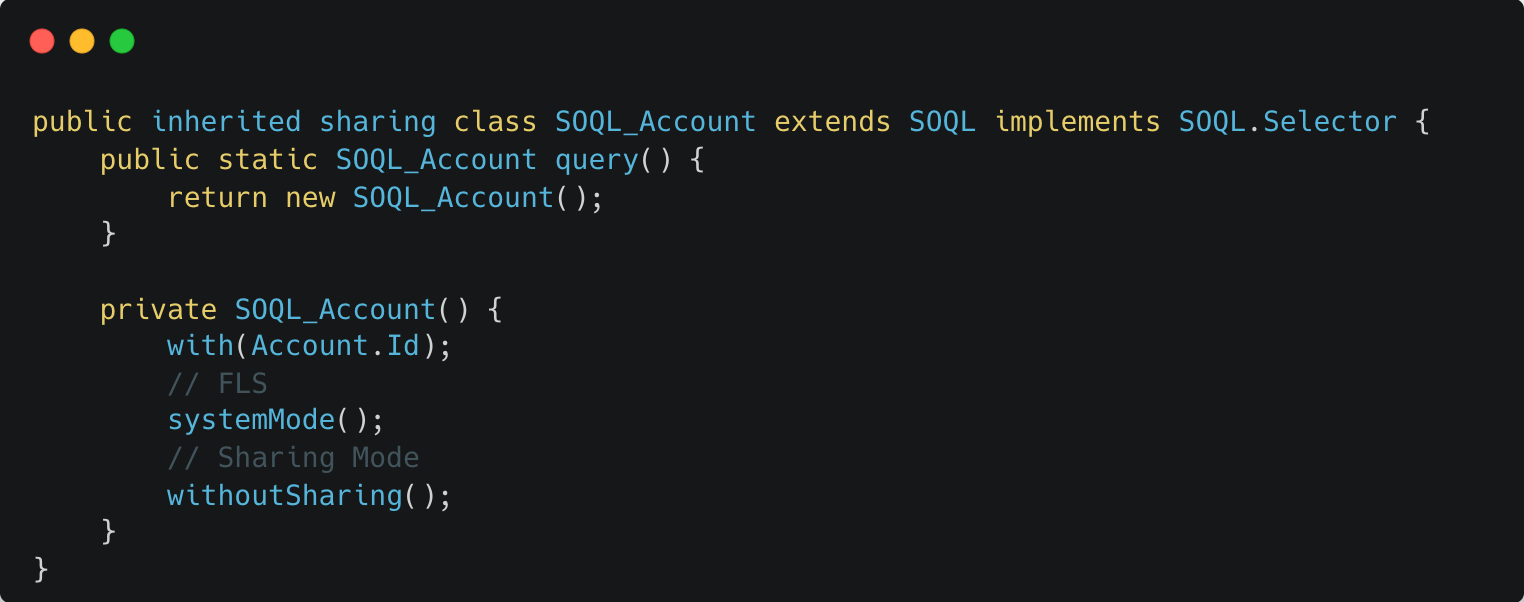 public inherited sharing class SOQL_Account extends SOQL implements SOQL.Selector {
    public static SOQL_Account query() {
        return new SOQL_Account();
    }

    private SOQL_Account() {
        with(Account.Id);
        // FLS
        systemMode();
        // Sharing Mode
        withoutSharing();
    }
}